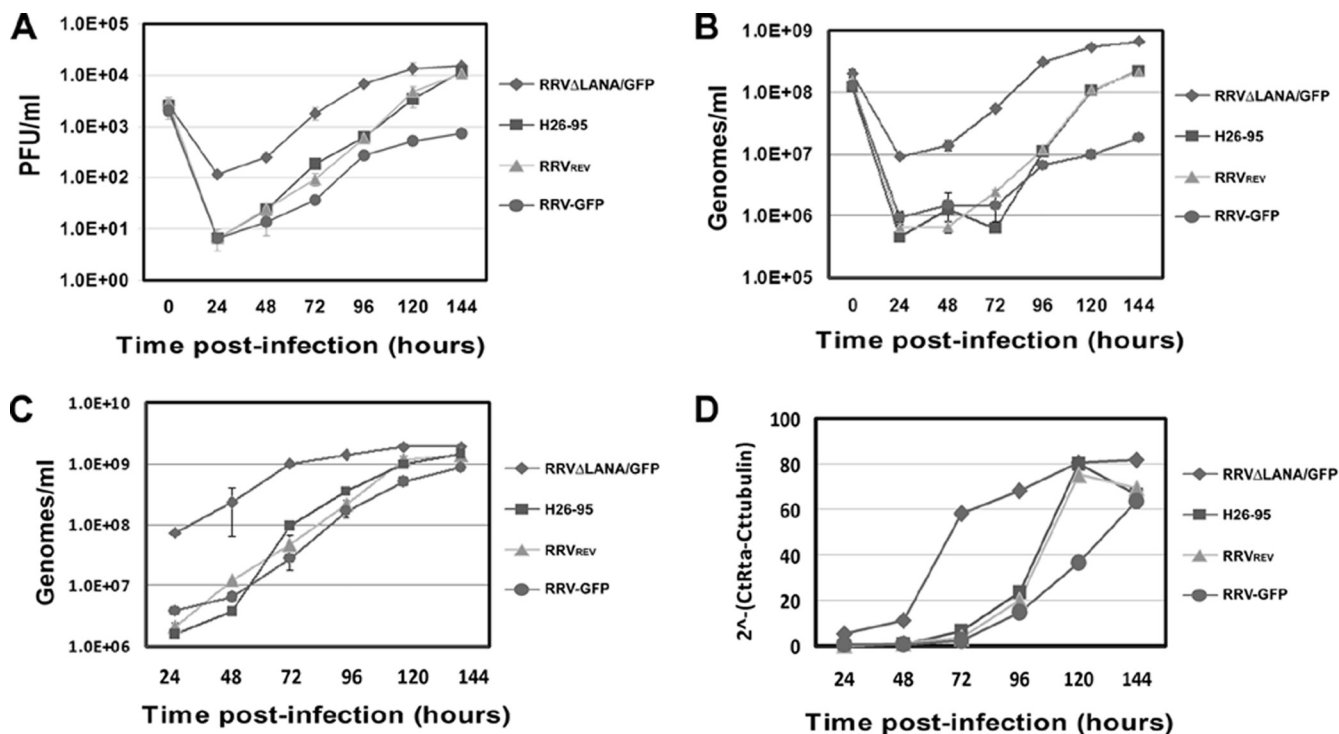 A
PFU/ml
1.0E+05
1.0E+04
1.0E+03
1.0E+02
1.0E+01
1.0E+00
0 24 48 72 96 120 144
Time post-infection (hours)
RRVΔLANA/GFP
H26-95
RRVREV
RRV-GFP
B
Genomes/ml
1.0E+09
1.0E+08
1.0E+07
1.0E+06
1.0E+05
0 24 48 72 96 120 144
Time post-infection (hours)
RRVΔLANA/GFP
H26-95
RRVREV
RRV-GFP
C
Genomes/ml
1.0E+10
1.0E+09
1.0E+08
1.0E+07
1.0E+06
24 48 72 96 120 144
Time post-infection (hours)
RRVΔLANA/GFP
H26-95
RRVREV
RRV-GFP
D
2^-(CtRta-Cttubulin)
100
80
60
40
20
0
24 48 72 96 120 144
Time post-infection (hours)
RRVΔLANA/GFP
H26-95
RRVREV
RRV-GFP